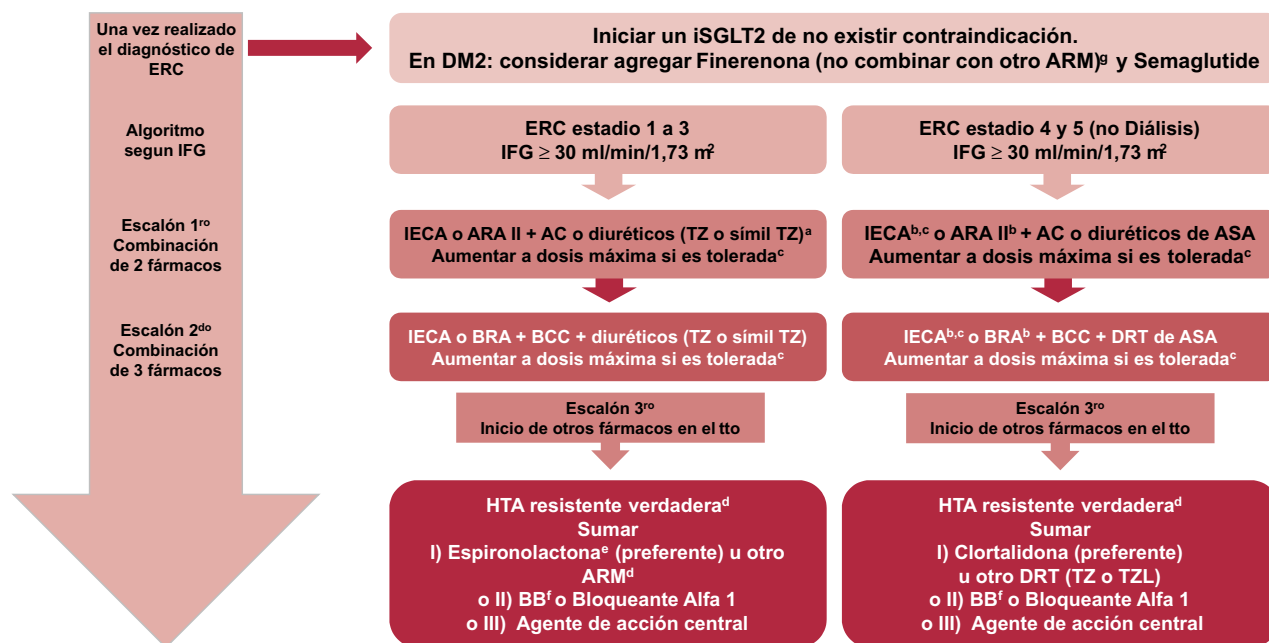 Una vez realizado
el diagnóstico de
ERC
Iniciar un iSGLT2 de no existir contraindicación.
En DM2: considerar agregar Finerenona (no combinar con otro ARM)ᵍ y Semaglutide
Algoritmo
segun IFG
ERC estadio 1 a 3
IFG ≥ 30 ml/min/1,73 m²
ERC estadio 4 y 5 (no Diálisis)
IFG ≥ 30 ml/min/1,73 m²
Escalón 1ʳᵒ
Combinación
de 2 fármacos
IECA o ARA II + AC o diuréticos (TZ o símil TZ)ᵃ
Aumentar a dosis máxima si es toleradaᶜ
IECAᵇ,ᶜ o ARA IIᵇ + AC o diuréticos de ASA
Aumentar a dosis máxima si es toleradaᶜ
Escalón 2ᵈᵒ
Combinación
de 3 fármacos
IECA o BRA + BCC + diuréticos (TZ o símil TZ)
Aumentar a dosis máxima si es toleradaᶜ
IECAᵇ,ᶜ o BRAᵇ + BCC + DRT de ASA
Aumentar a dosis máxima si es toleradaᶜ
Escalón 3ʳᵒ
Inicio de otros fármacos en el tto
Escalón 3ʳᵒ
Inicio de otros fármacos en el tto
HTA resistente verdaderaᵈ
Sumar
I) Espironolactonaᵉ (preferente) u otro
ARMᵈ
o II) BBᶠ o Bloqueante Alfa 1
o III) Agente de acción central
HTA resistente verdaderaᵈ
Sumar
I) Clortalidona (preferente)
u otro DRT (TZ o TZL)
o II) BBᶠ o Bloqueante Alfa 1
o III) Agente de acción central